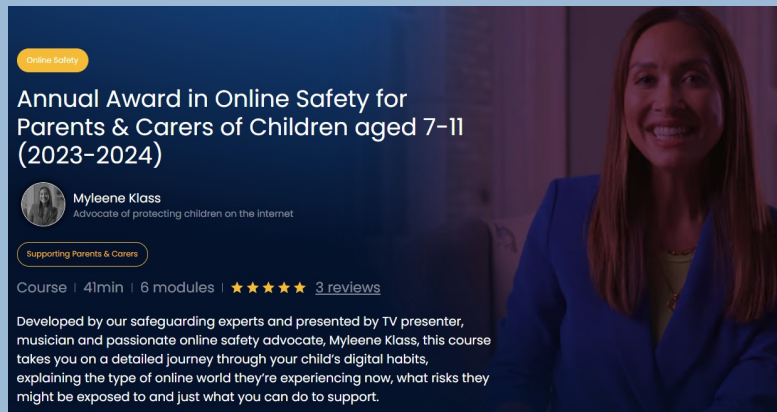 Online Safety
Annual Award in Online Safety for
Parents & Carers of Children aged 7-11
(2023-2024)
Myleene Klass
Advocate of protecting children on the internet
Supporting Parents & Carers
Course | 41min | 6 modules | ★★★★★ 3 reviews
Developed by our safeguarding experts and presented by TV presenter,
musician and passionate online safety advocate, Myleene Klass, this course
takes you on a detailed journey through your child's digital habits,
explaining the type of online world they're experiencing now, what risks they
might be exposed to and just what you can do to support.